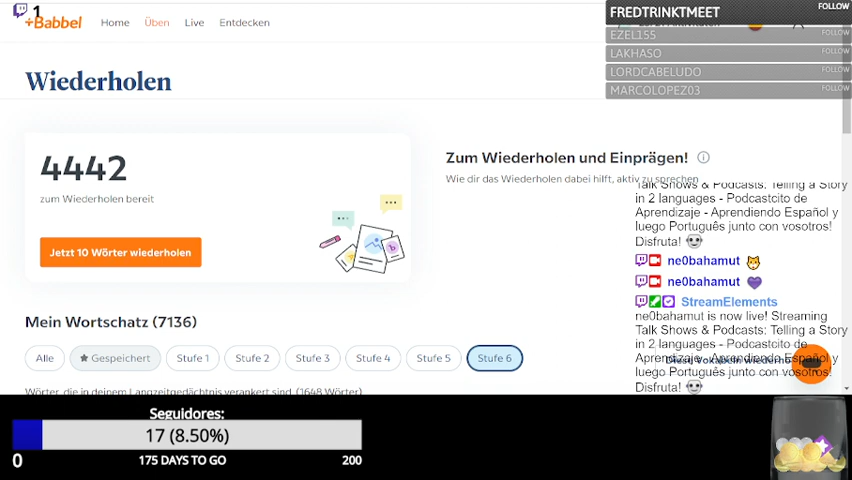 1
+Babbel
Home
Üben
Live
Entdecken
FREDTRINKTMEET FOLLOW
EZEL155 FOLLOW
LAKHASO FOLLOW
LORDCABELUDO FOLLOW
MARCOLOPEZ03 FOLLOW
Wiederholen
4442
zum Wiederholen bereit
Jetzt 10 Wörter wiederholen
Zum Wiederholen und Einprägen!
Wie dir das Wiederholen dabei hilft, aktiv zu sprechen
Mein Wortschatz (7136)
Alle
Gespeichert
Stufe 1
Stufe 2
Stufe 3
Stufe 4
Stufe 5
Stufe 6
Wörter, die in deinem Langzeitgedächtnis verankert sind. (1648 Wörter)
Talk Shows & Podcasts: Telling a Story
in 2 languages - Podcastcito de
Aprendizaje - Aprendiendo Español y
luego Português junto con vosotros!
Disfruta!
ne0bahamut
ne0bahamut
StreamElements
ne0bahamut is now live! Streaming
Talk Shows & Podcasts: Telling a Story
in 2 languages - Podcastcito de
Aprendizaje - Aprendiendo Español y
luego Português junto con vosotros!
Disfruta!
Diese Vokabeln
Seguidores:
17 (8.50%)
0
175 DAYS TO GO
200